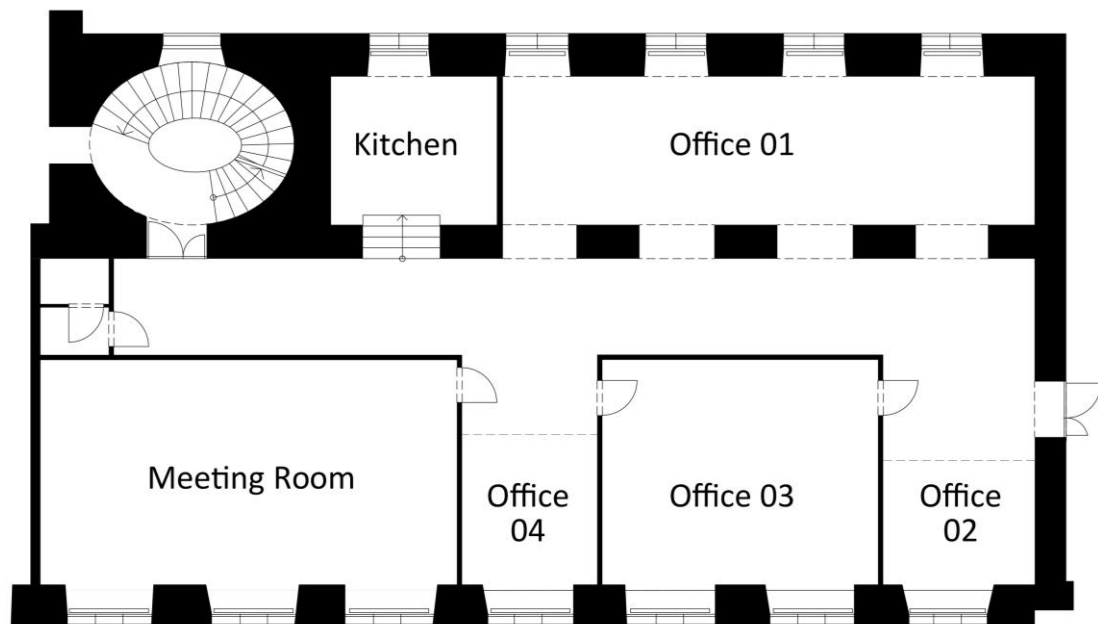 Kitchen
Office 01
Meeting Room
Office
04
Office 03
Office
02